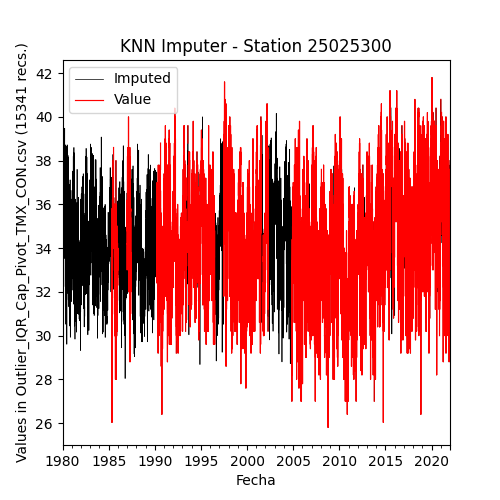 KNN Imputer - Station 25025300
Values in Outlier_IQR_Cap_Pivot_TMX_CON.csv (15341 recs.)
Imputed
Value
42
40
38
36
34
32
30
28
26
1980 1985 1990 1995 2000 2005 2010 2015 2020
Fecha